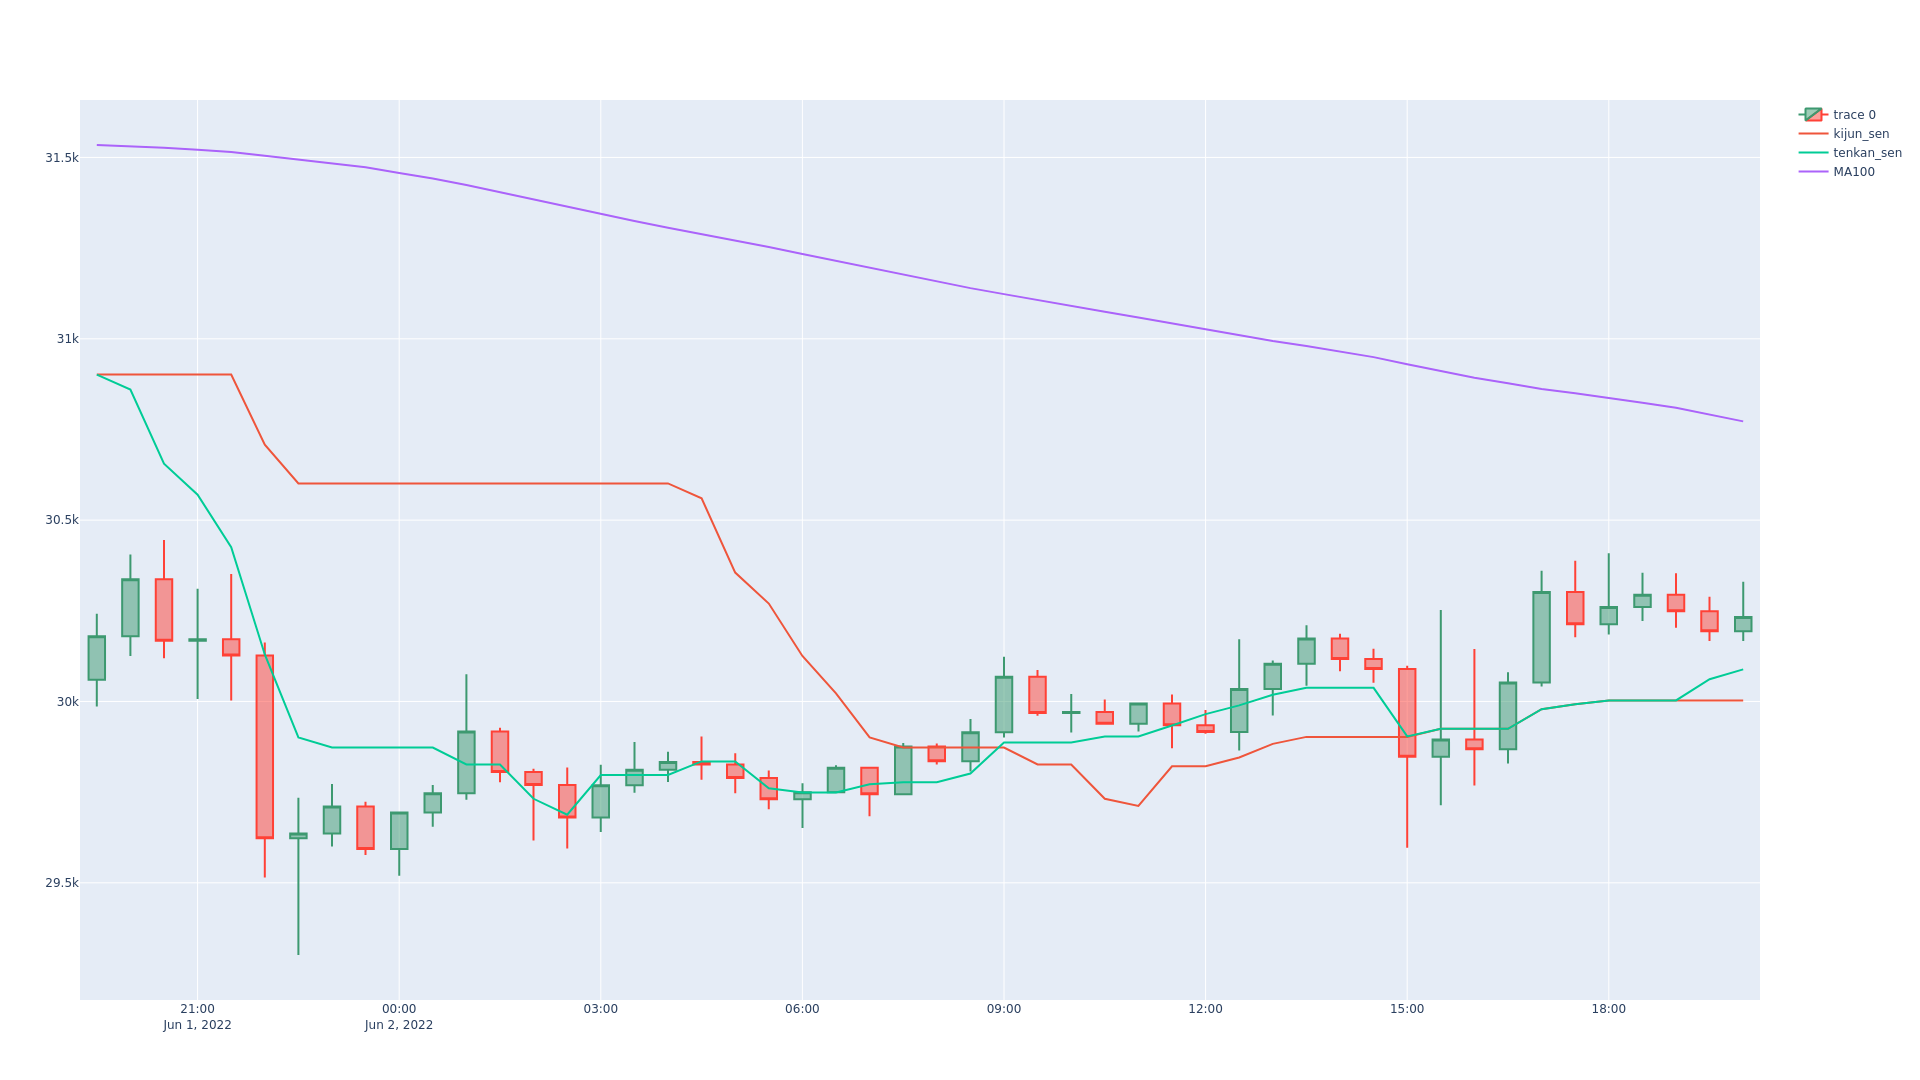 trace 0
kijun_sen
tenkan_sen
MA100
31.5k
31k
30.5k
30k
29.5k
21:00 00:00 03:00 06:00 09:00 12:00 15:00 18:00
Jun 1, 2022 Jun 2, 2022